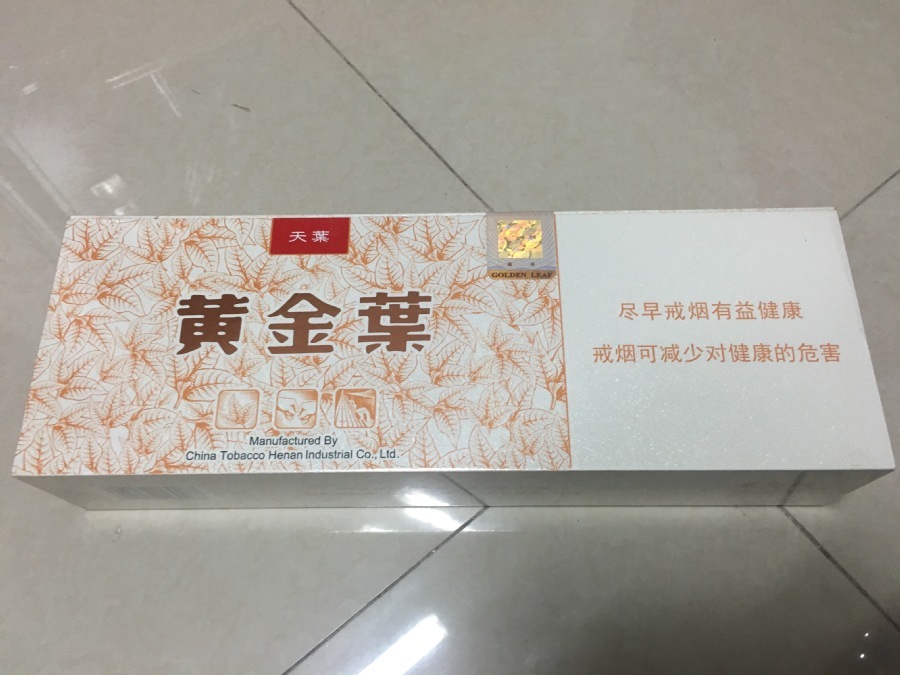 天葉
GOLDEN LEAF
黄金葉
Manufactured By
China Tobacco Henan Industrial Co., Ltd.
尽早戒烟有益健康
戒烟可减少对健康的危害